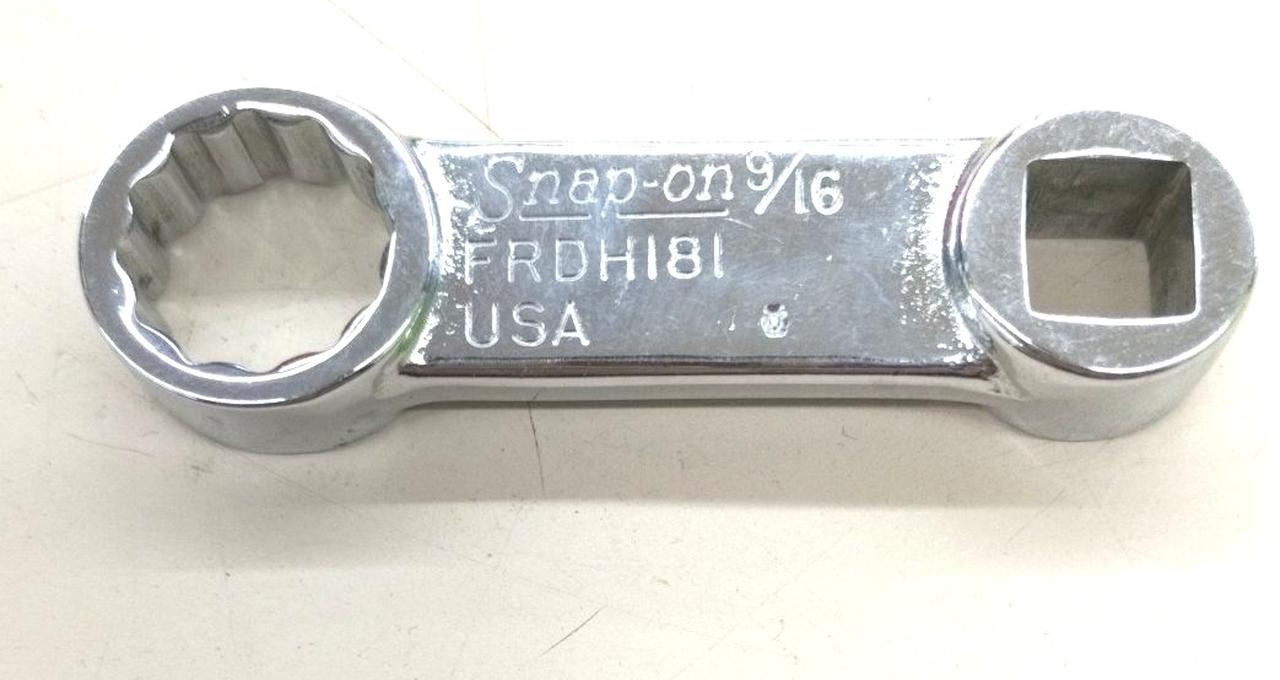 Snap-on 9/16
FRDH181
USA